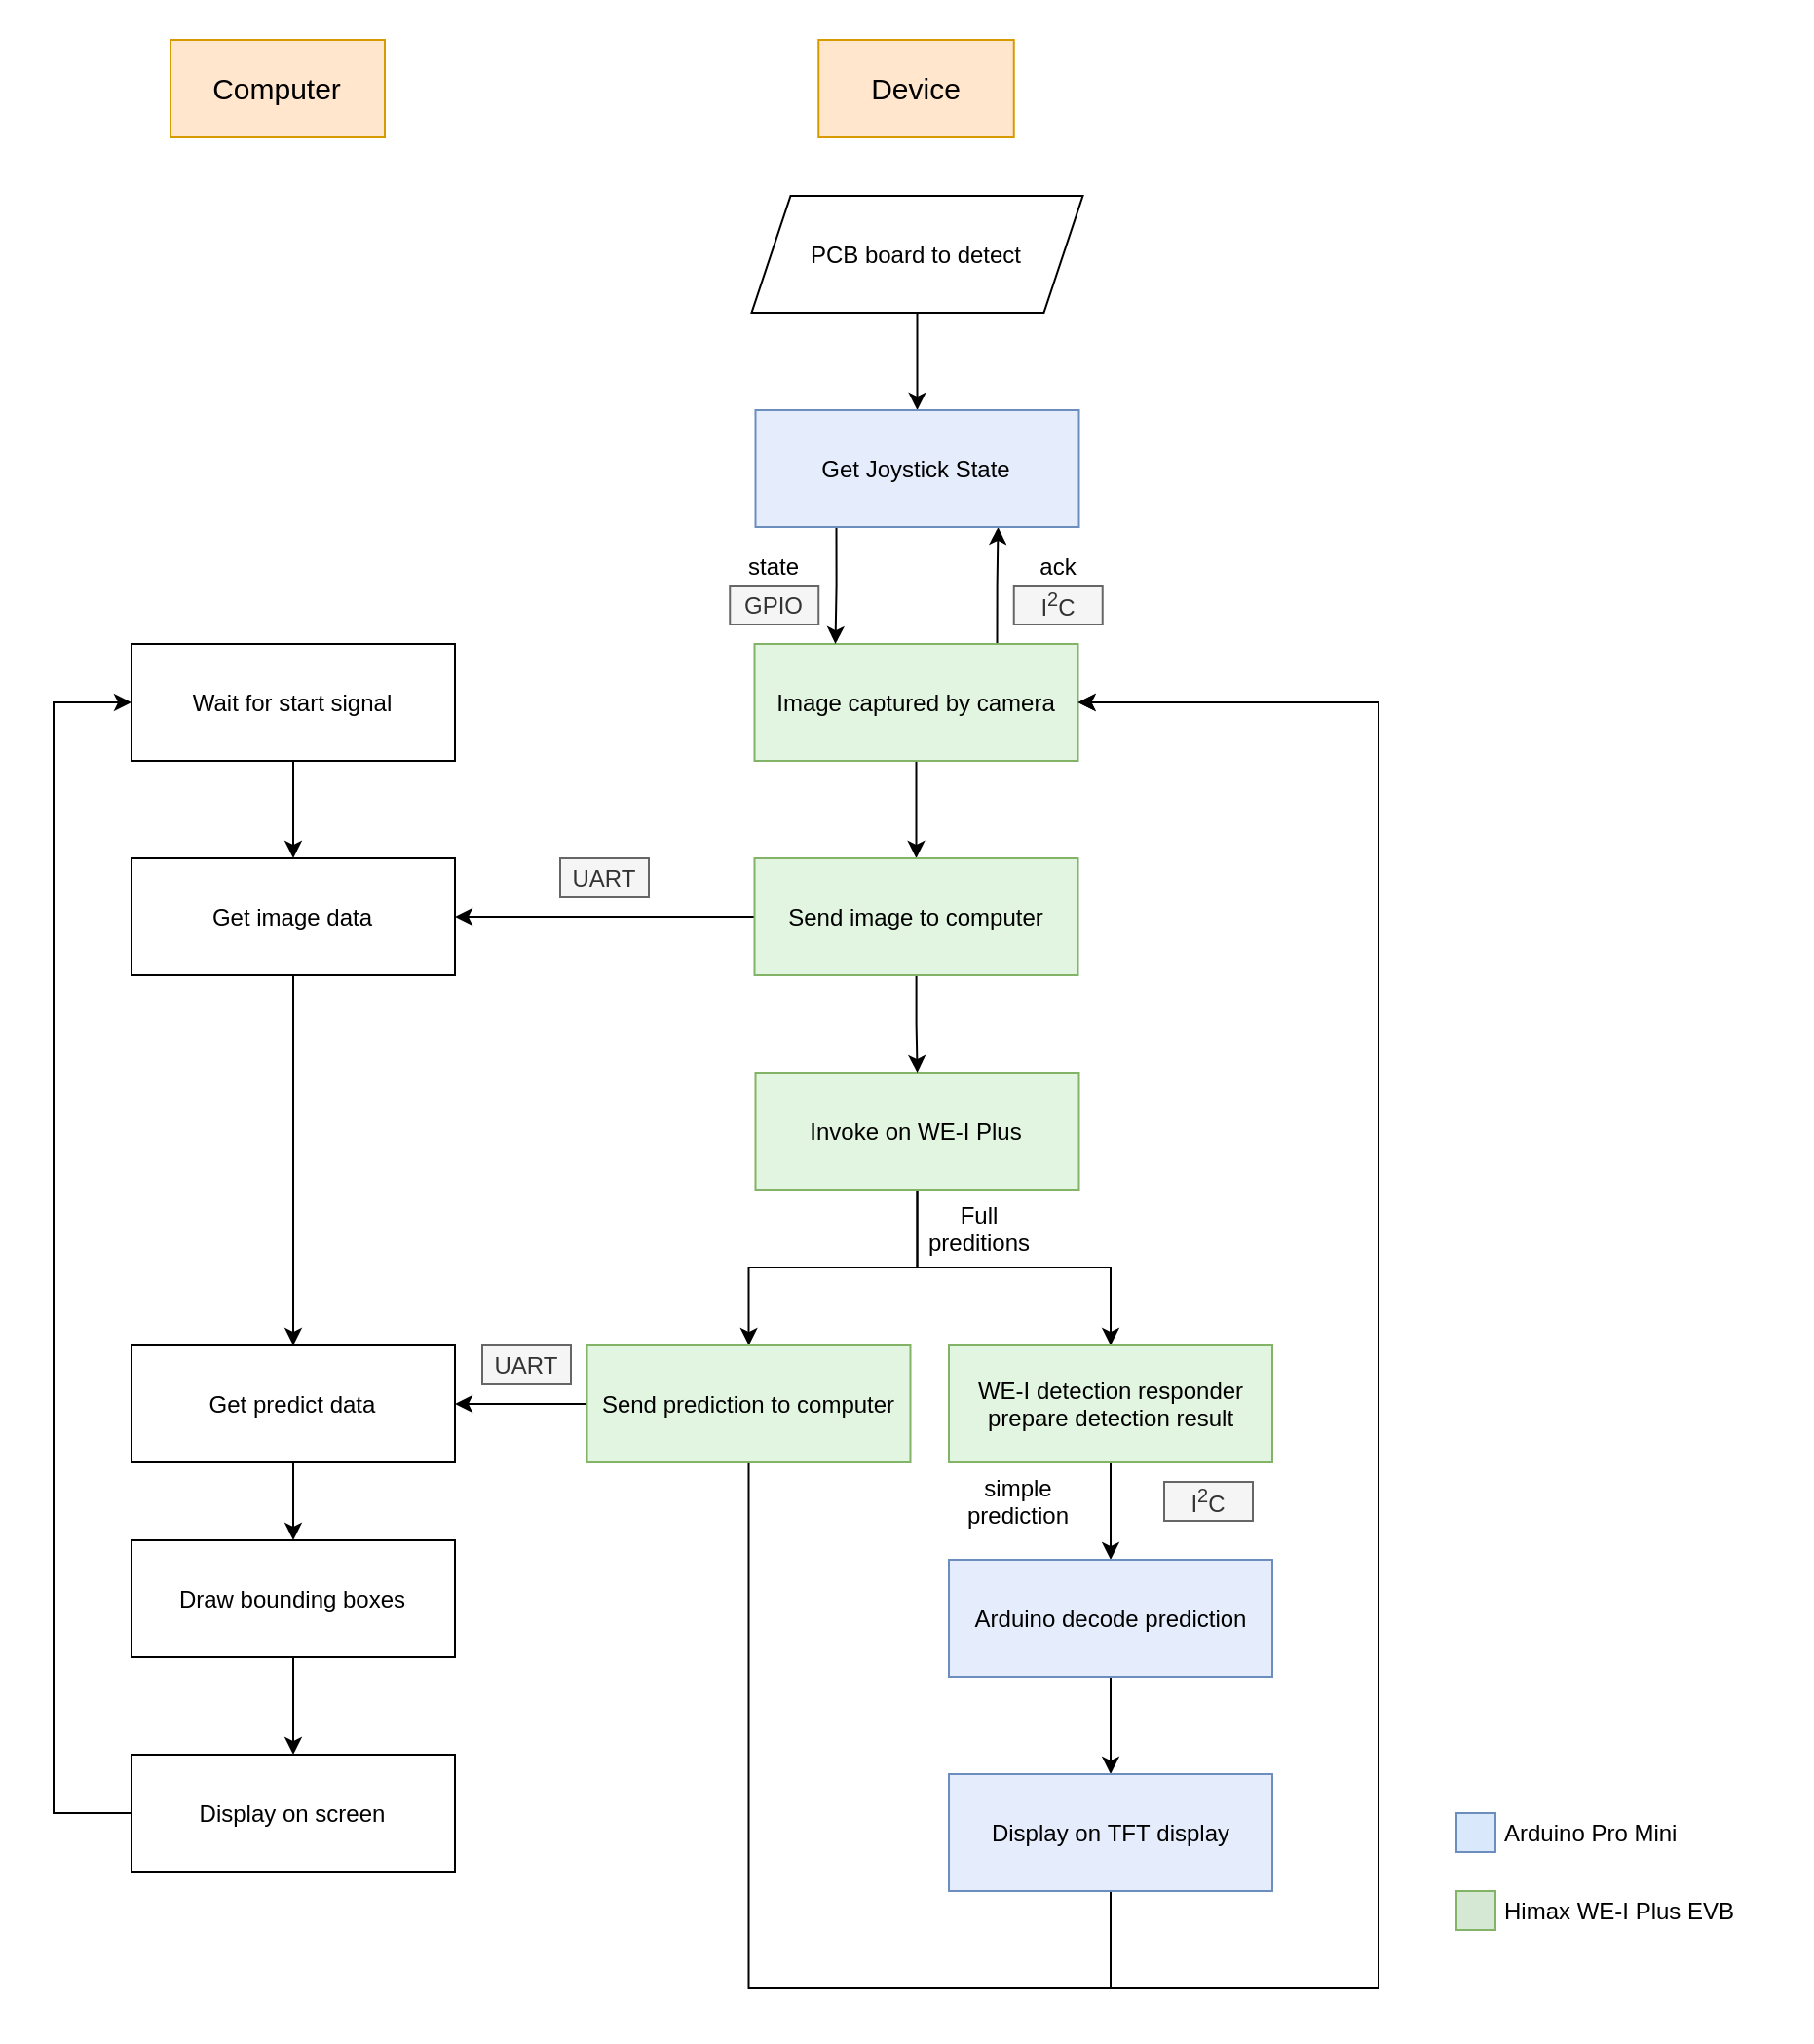 Computer
Device
PCB board to detect
Get Joystick State
state
ack
GPIO
I²C
Wait for start signal
Image captured by camera
UART
Get image data
Send image to computer
Invoke on WE-I Plus
Full
preditions
UART
Get predict data
Send prediction to computer
WE-I detection responder
prepare detection result
simple
prediction
I²C
Draw bounding boxes
Arduino decode prediction
Display on screen
Display on TFT display
Arduino Pro Mini
Himax WE-I Plus EVB